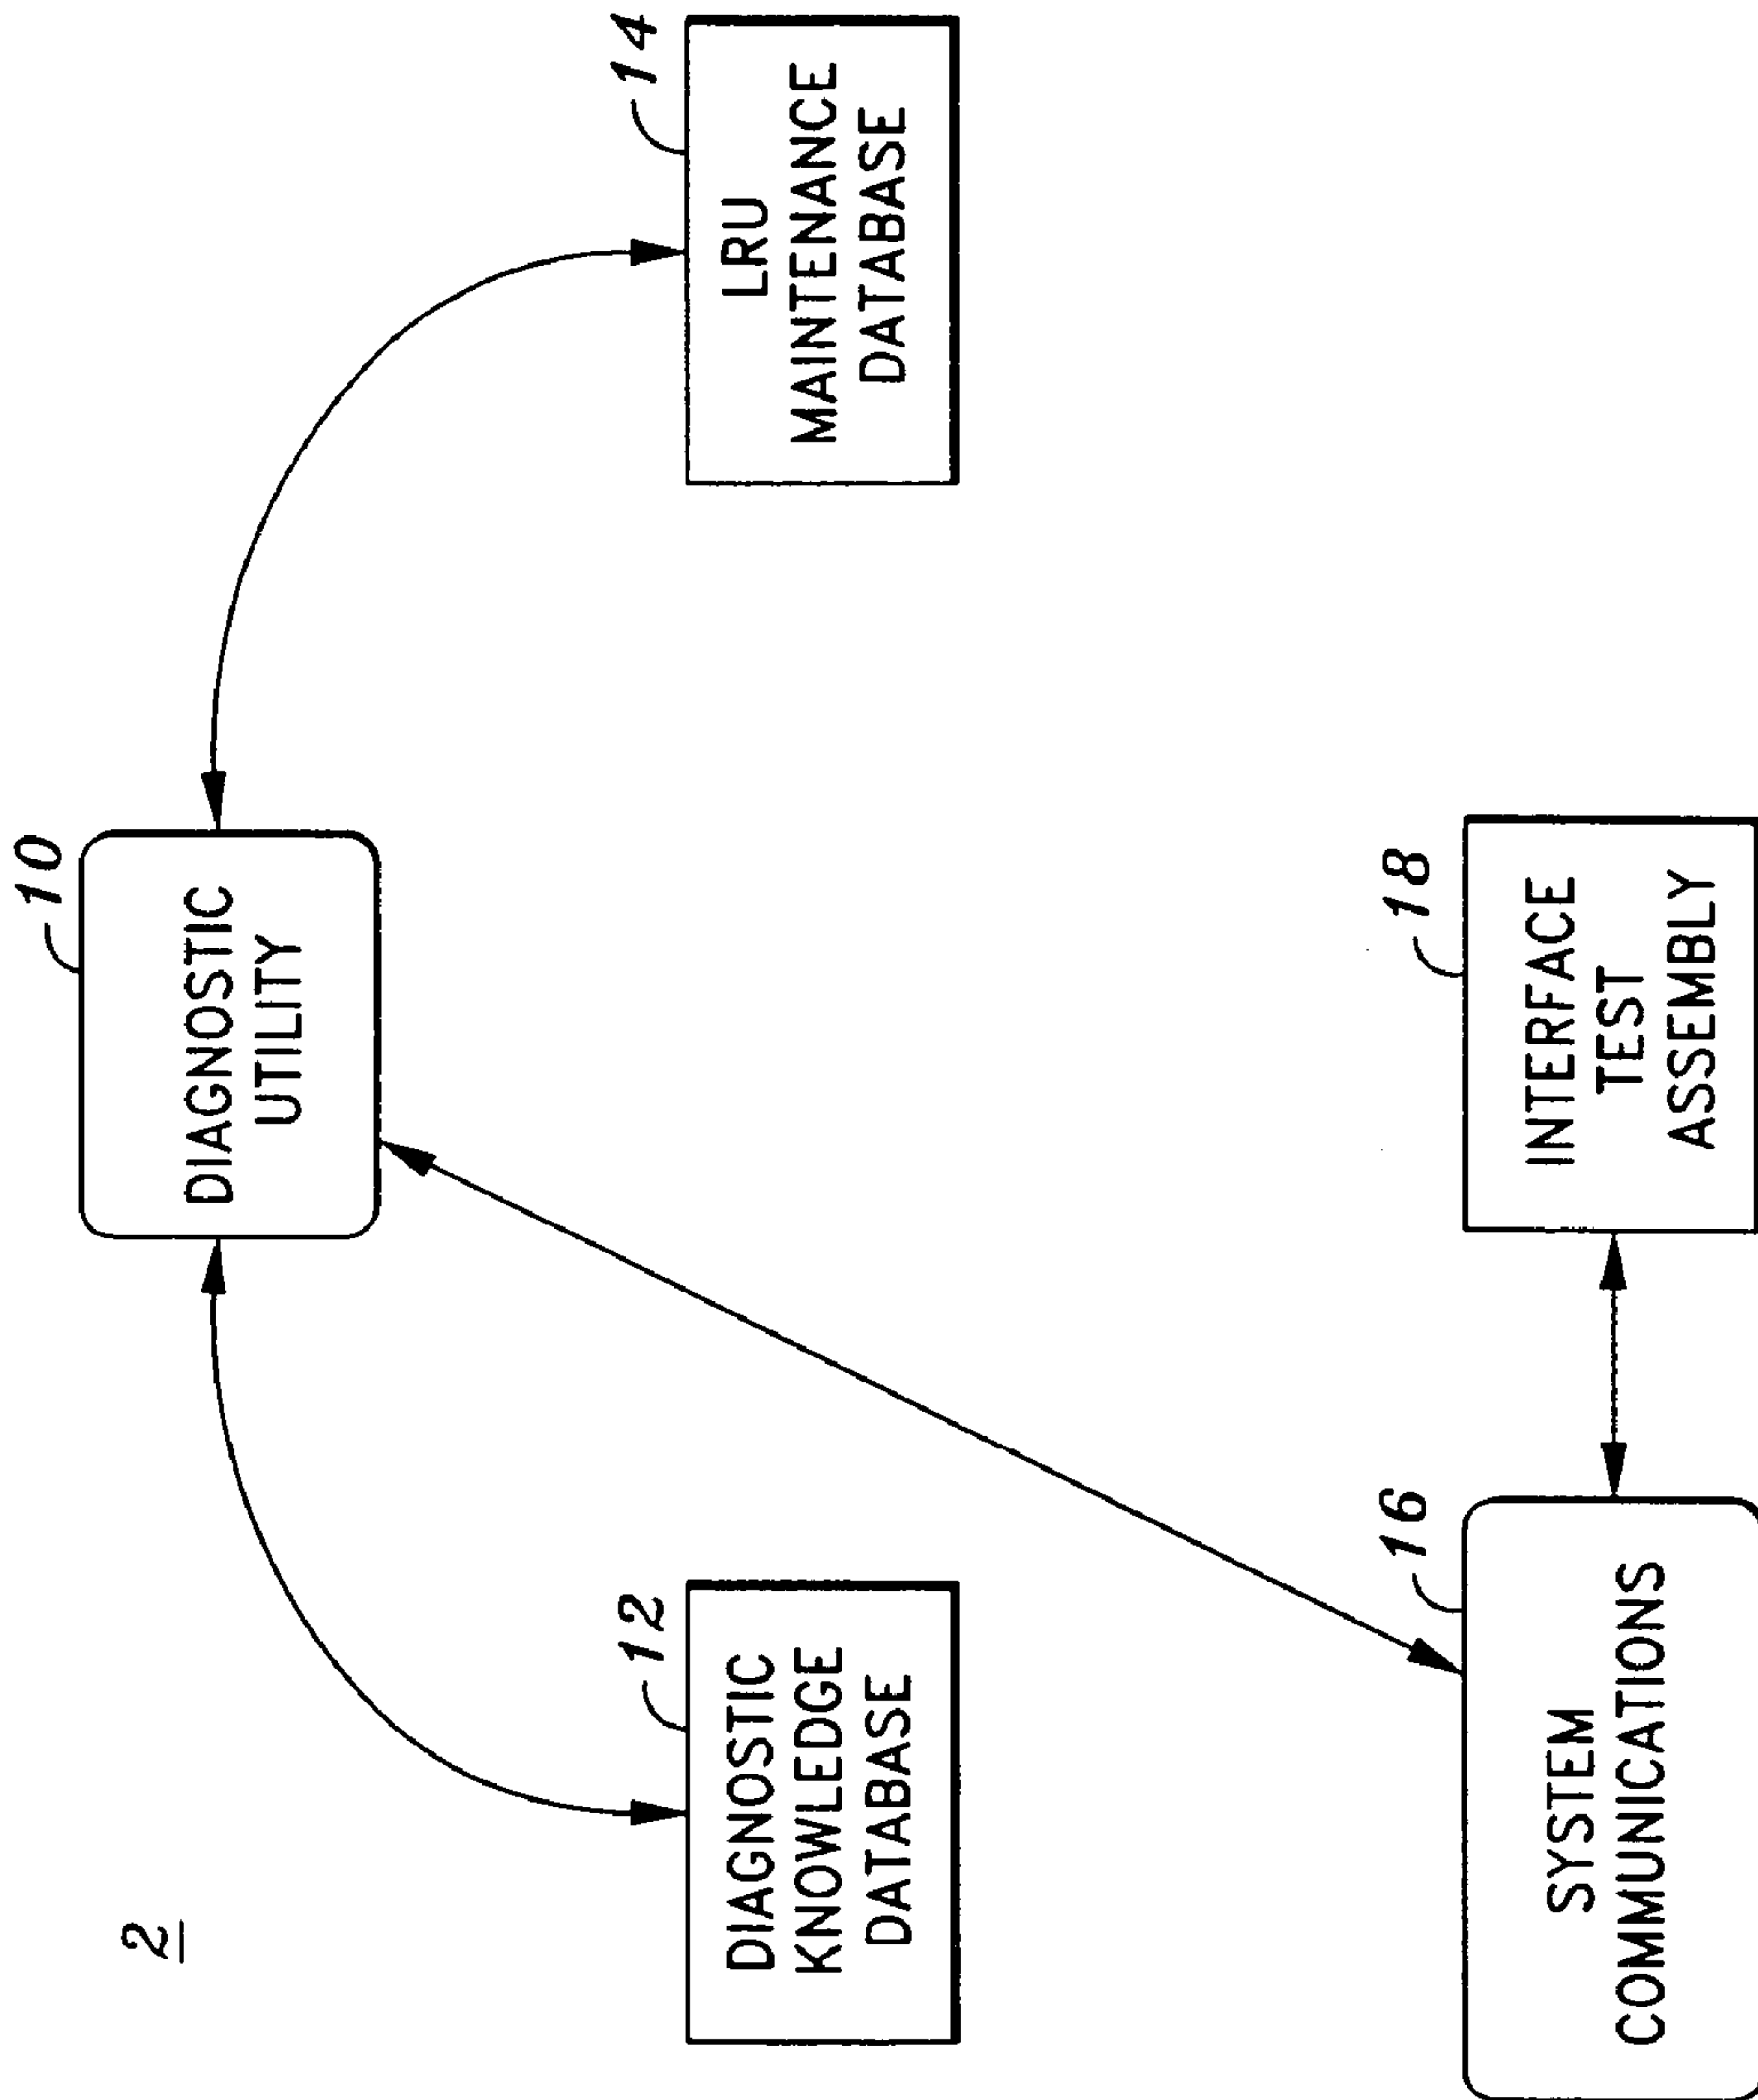 2
10
DIAGNOSTIC
UTILITY
12
DIAGNOSTIC
KNOWLEDGE
DATABASE
14
LRU
MAINTENANCE
DATABASE
16
SYSTEM
COMMUNICATIONS
18
INTERFACE
TEST
ASSEMBLY